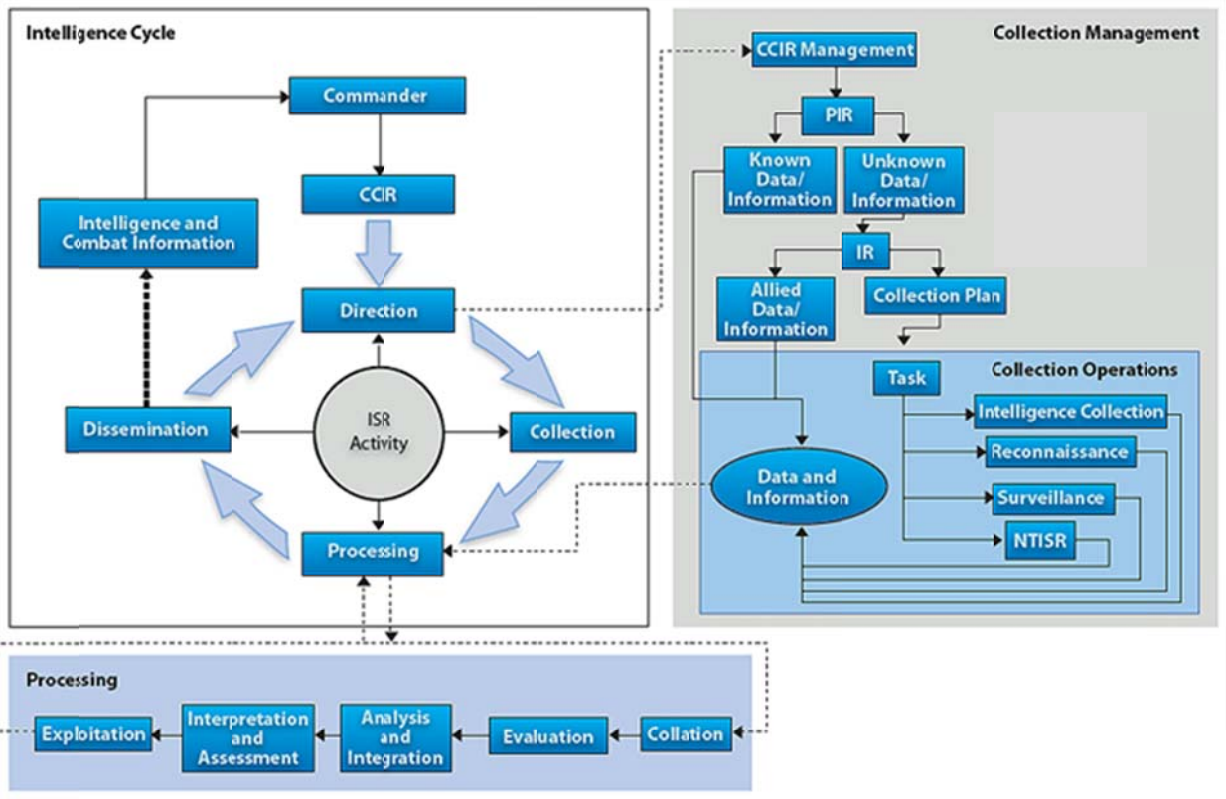 Intelligence Cycle
Commander
CCIR
Intelligence and
Combat Information
Direction
Dissemination
ISR
Activity
Collection
Processing
Collection Management
CCIR Management
PIR
Known
Data/
Information
Unknown
Data/
Information
IR
Allied
Data/
Information
Collection Plan
Collection Operations
Task
Intelligence Collection
Reconnaissance
Surveillance
NTISR
Data and
Information
Processing
Exploitation
Interpretation
and
Assessment
Analysis
and
Integration
Evaluation
Collation